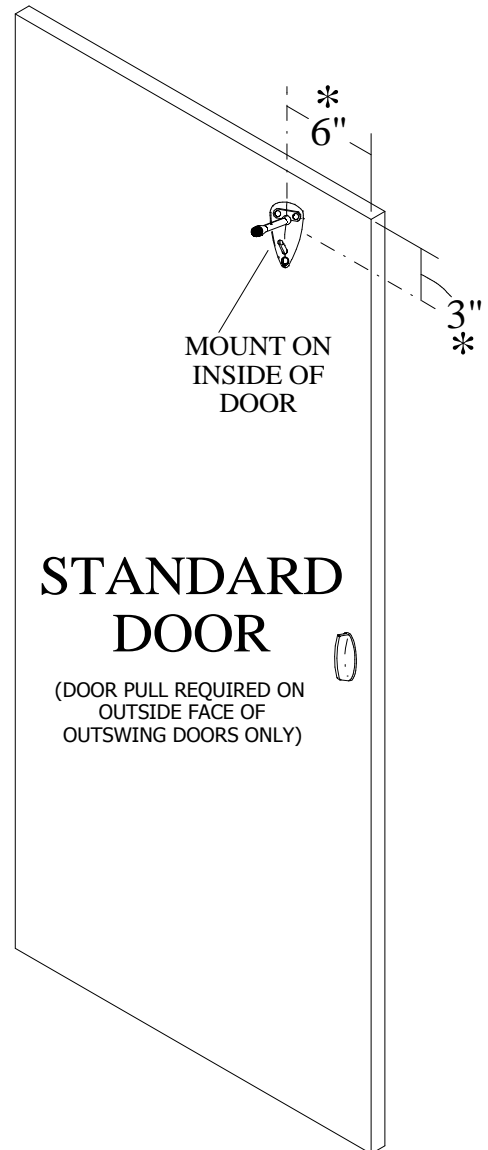 *
6"
3"
*
MOUNT ON
INSIDE OF
DOOR
STANDARD
DOOR
(DOOR PULL REQUIRED ON
OUTSIDE FACE OF
OUTSWING DOORS ONLY)